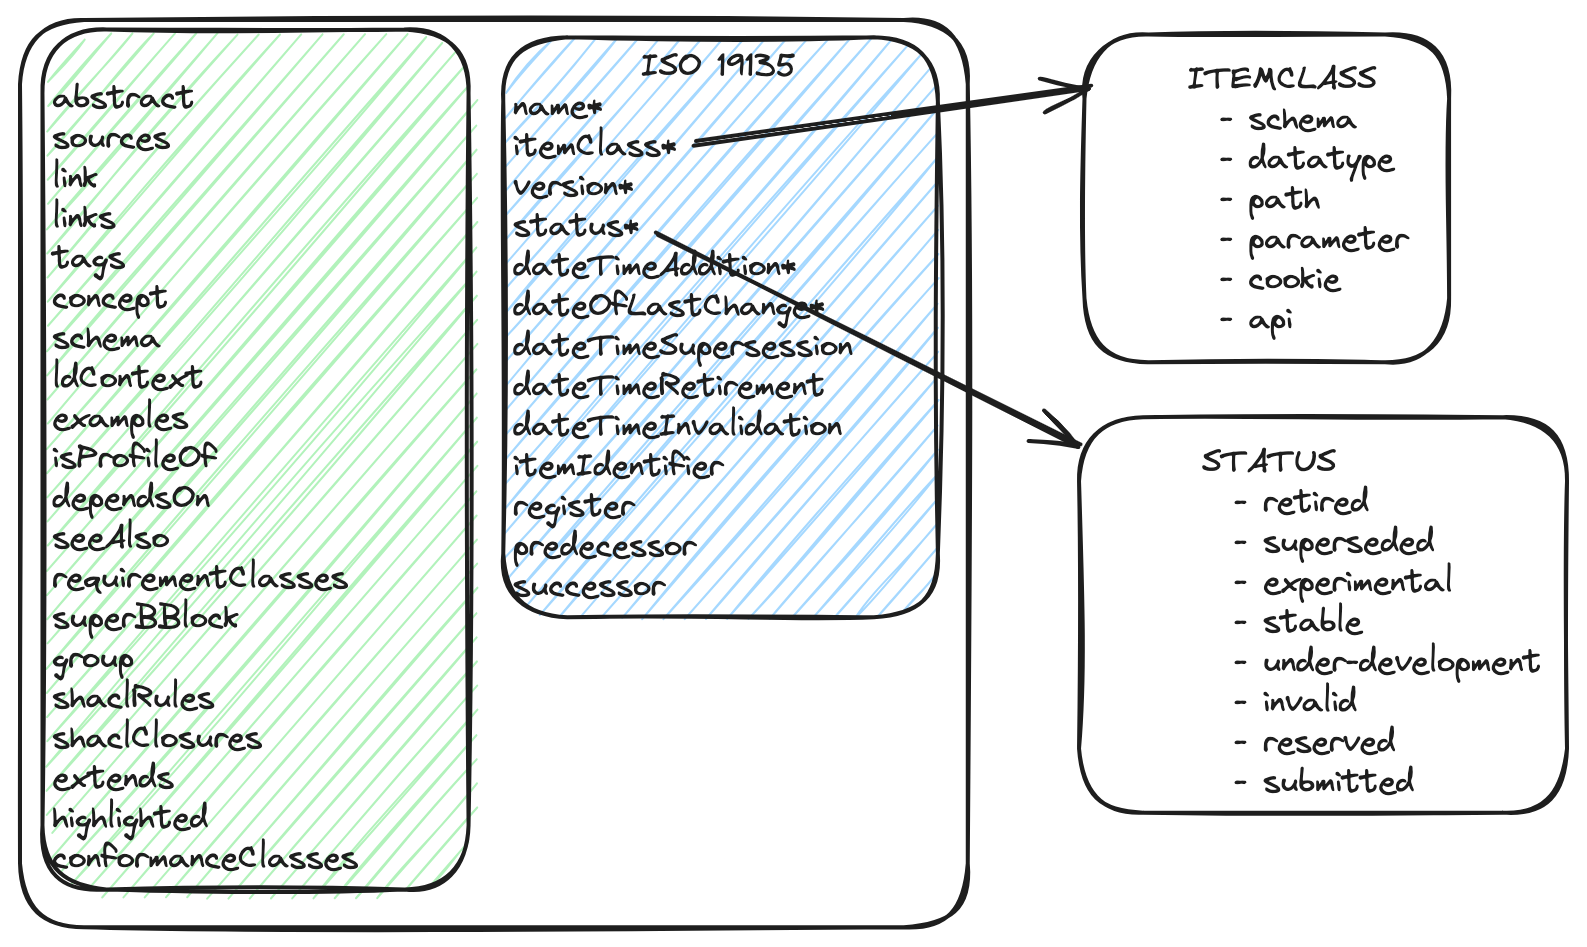 abstract
sources
link
links
tags
concept
schema
ldContext
examples
isProfileOf
dependsOn
seeAlso
requirementClasses
superBBlock
group
shaclRules
shaclClosures
extends
highlighted
conformanceClasses
ISO 19135
name*
itemClass*
version*
status*
dateTimeAddition*
dateOfLastChange*
dateTimeSupersession
dateTimeRetirement
dateTimeInvalidation
itemIdentifier
register
predecessor
successor
ITEMCLASS
- schema
- datatype
- path
- parameter
- cookie
- api
STATUS
- retired
- superseded
- experimental
- stable
- under-development
- invalid
- reserved
- submitted